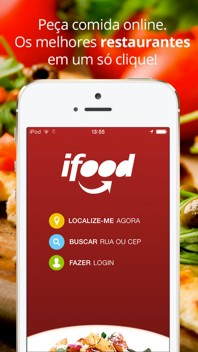 Peça comida online.
Os melhores restaurantes
em um só clique!
iPod 13:55
ifood
LOCALIZE-ME AGORA
BUSCAR RUA OU CEP
FAZER LOGIN